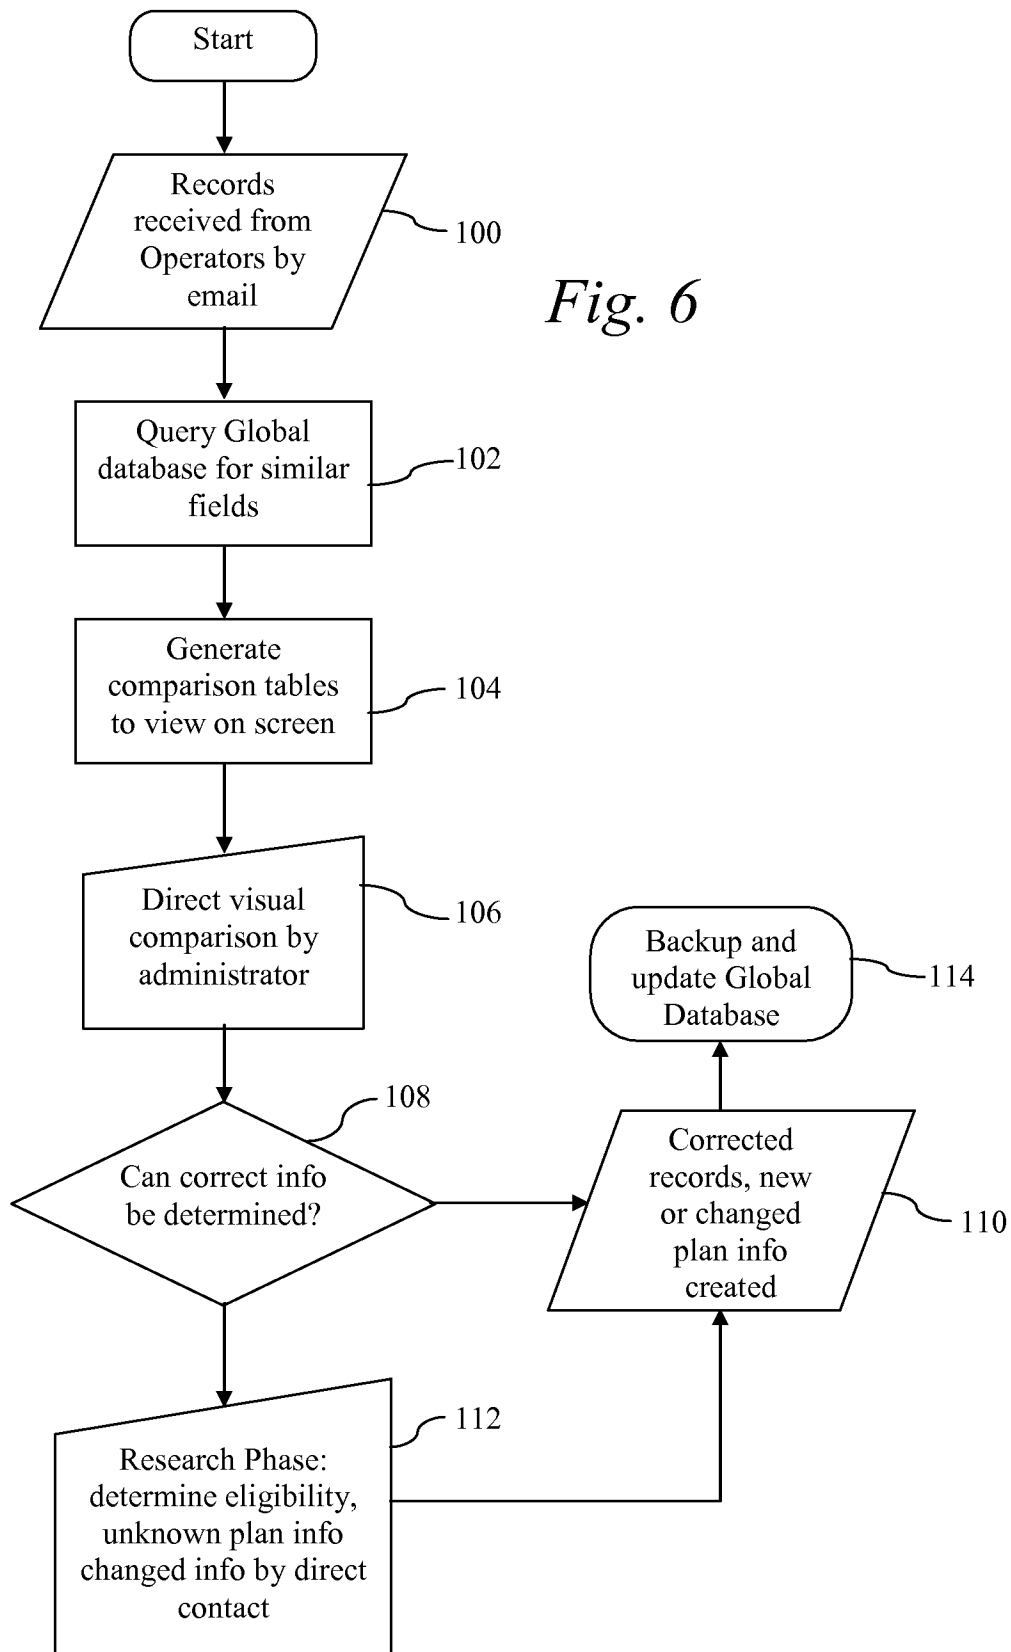 Start
Records
received from
Operators by
email
100
Fig. 6
Query Global
database for similar
fields
102
Generate
comparison tables
to view on screen
104
Direct visual
comparison by
administrator
106
Backup and
update Global
Database
114
108
Can correct info
be determined?
Corrected
records, new
or changed
plan info
created
110
112
Research Phase:
determine eligibility,
unknown plan info
changed info by direct
contact